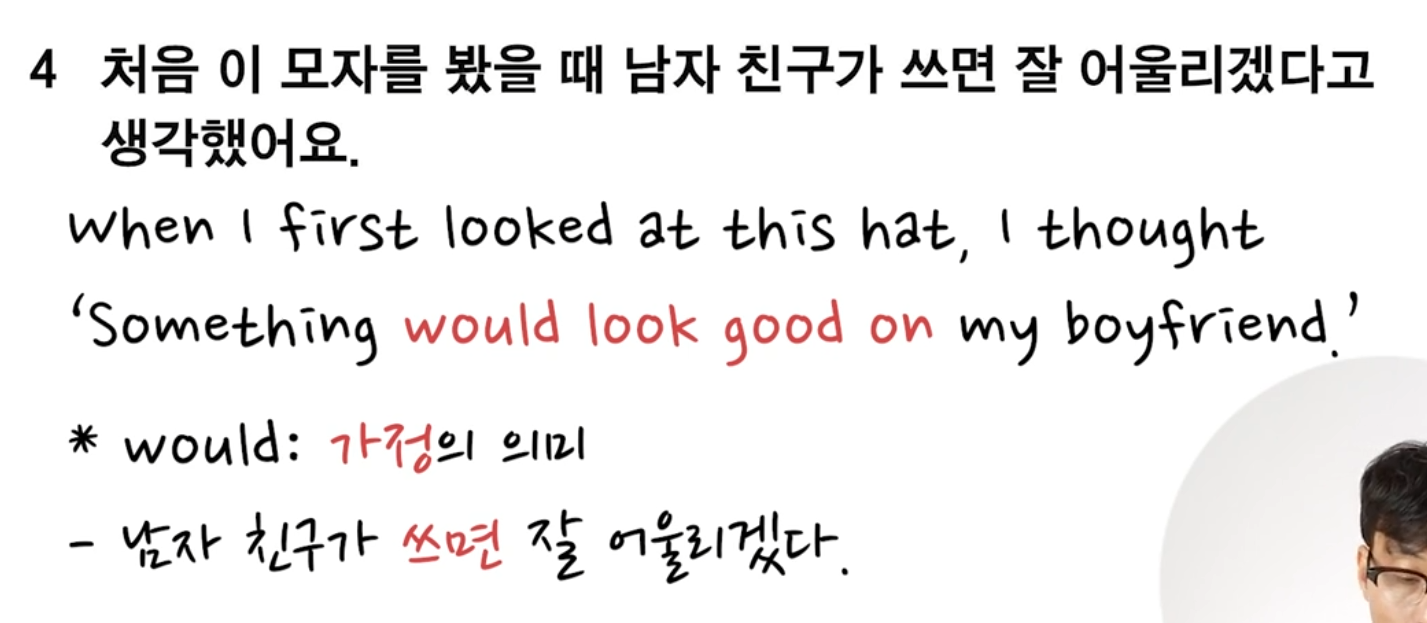 4 처음 이 모자를 봤을 때 남자 친구가 쓰면 잘 어울리겠다고
생각했어요.
When I first looked at this hat, I thought
‘Something would look good on my boyfriend.’
* would: 가정의 의미
- 남자 친구가 쓰면 잘 어울리겠다.